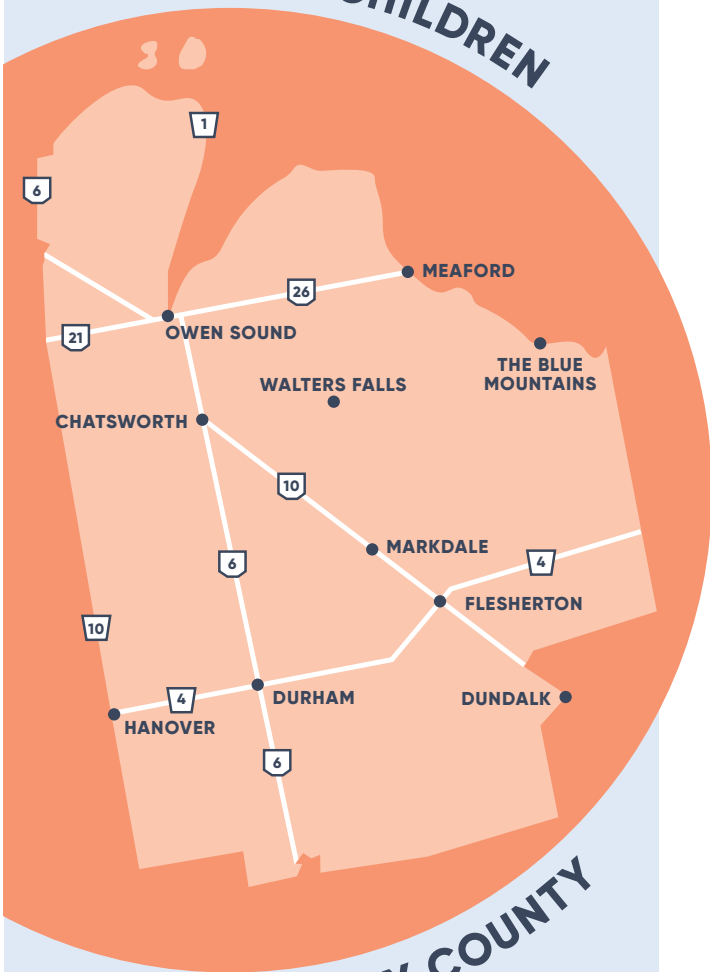 CHILDREN
1
6
MEAFORD
26
OWEN SOUND
21
THE BLUE
MOUNTAINS
WALTERS FALLS
CHATSWORTH
10
MARKDALE
4
6
FLESHERTON
10
4
DURHAM
DUNDALK
HANOVER
6
COUNTY